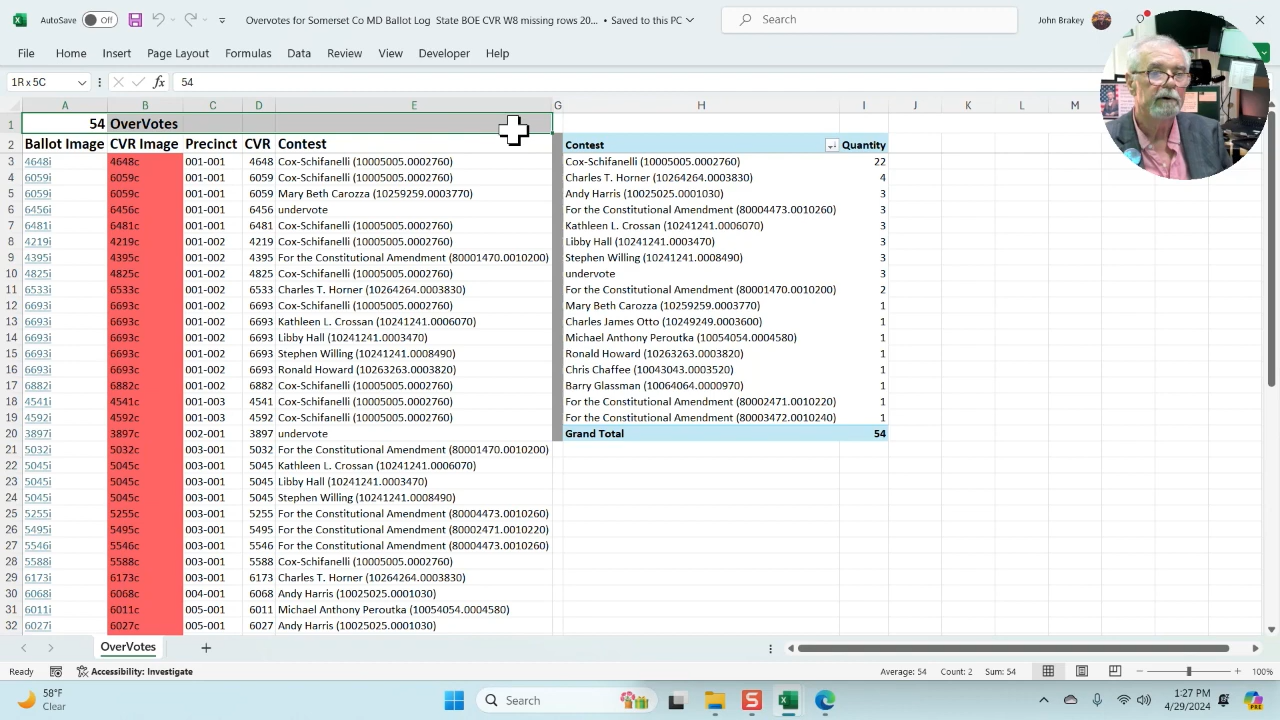 AutoSave Off Overvotes for Somerset Co MD Ballot Log State BOE CVR W8 missing rows 20... • Saved to this PC Search John Brakey
File Home Insert Page Layout Formulas Data Review View Developer Help
1R x 5C fx 54
A B C D E G H I J K L M
1 54 OverVotes
2 Ballot Image CVR Image Precinct CVR Contest Contest Quantity
3 4648i 4648c 001-001 4648 Cox-Schifanelli (10005005.0002760) Cox-Schifanelli (10005005.0002760) 22
4 6059i 6059c 001-001 6059 Cox-Schifanelli (10005005.0002760) Charles T. Horner (10264264.0003830) 4
5 6059i 6059c 001-001 6059 Mary Beth Carozza (10259259.0003770) Andy Harris (10025025.0001030) 3
6 6456i 6456c 001-001 6456 undervote For the Constitutional Amendment (80004473.0010260) 3
7 6481i 6481c 001-001 6481 Cox-Schifanelli (10005005.0002760) Kathleen L. Crossan (10241241.0006070) 3
8 4219i 4219c 001-002 4219 Cox-Schifanelli (10005005.0002760) Libby Hall (10241241.0003470) 3
9 4395i 4395c 001-002 4395 For the Constitutional Amendment (80001470.0010200) Stephen Willing (10241241.0008490) 3
10 4825i 4825c 001-002 4825 Cox-Schifanelli (10005005.0002760) undervote 3
11 6533i 6533c 001-002 6533 Charles T. Horner (10264264.0003830) For the Constitutional Amendment (80001470.0010200) 2
12 6693i 6693c 001-002 6693 Cox-Schifanelli (10005005.0002760) Mary Beth Carozza (10259259.0003770) 1
13 6693i 6693c 001-002 6693 Kathleen L. Crossan (10241241.0006070) Charles James Otto (10249249.0003600) 1
14 6693i 6693c 001-002 6693 Libby Hall (10241241.0003470) Michael Anthony Peroutka (10054054.0004580) 1
15 6693i 6693c 001-002 6693 Stephen Willing (10241241.0008490) Ronald Howard (10263263.0003820) 1
16 6693i 6693c 001-002 6693 Ronald Howard (10263263.0003820) Chris Chaffee (10043043.0003520) 1
17 6882i 6882c 001-002 6882 Cox-Schifanelli (10005005.0002760) Barry Glassman (10064064.0000970) 1
18 4541i 4541c 001-003 4541 Cox-Schifanelli (10005005.0002760) For the Constitutional Amendment (80002471.0010220) 1
19 4592i 4592c 001-003 4592 Cox-Schifanelli (10005005.0002760) For the Constitutional Amendment (80003472.0010240) 1
20 3897i 3897c 002-001 3897 undervote Grand Total 54
21 5032i 5032c 003-001 5032 For the Constitutional Amendment (80001470.0010200)
22 5045i 5045c 003-001 5045 Kathleen L. Crossan (10241241.0006070)
23 5045i 5045c 003-001 5045 Libby Hall (10241241.0003470)
24 5045i 5045c 003-001 5045 Stephen Willing (10241241.0008490)
25 5255i 5255c 003-001 5255 For the Constitutional Amendment (80004473.0010260)
26 5495i 5495c 003-001 5495 For the Constitutional Amendment (80002471.0010220)
27 5546i 5546c 003-001 5546 For the Constitutional Amendment (80004473.0010260)
28 5588i 5588c 003-001 5588 Cox-Schifanelli (10005005.0002760)
29 6173i 6173c 003-001 6173 Charles T. Horner (10264264.0003830)
30 6068i 6068c 004-001 6068 Andy Harris (10025025.0001030)
31 6011i 6011c 005-001 6011 Michael Anthony Peroutka (10054054.0004580)
32 6027i 6027c 005-001 6027 Andy Harris (10025025.0001030)
OverVotes
Ready Accessibility: Investigate Average: 54 Count: 2 Sum: 54 100%
58°F Search 1:27 PM
Clear 4/29/2024